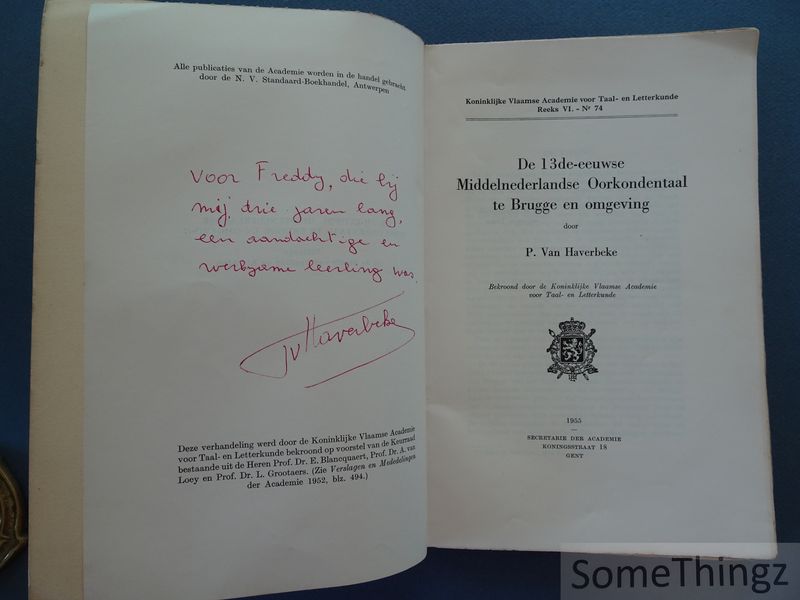 Alle publicaties van de Academie worden in de handel gebracht
door de N. V. Standaard-Boekhandel, Antwerpen
Voor Freddy, die bij
mij, drie jaren lang,
een aandachtige en
werkzame leerling was.
Haverbeke
Deze verhandeling werd door de Koninklijke Vlaamse Academie
voor Taal- en Letterkunde bekroond op voorstel van de Keurraad
bestaande uit de Heren Prof. Dr. E. Blancquaert, Prof. Dr. A. van
Loey en Prof. Dr. L. Grootaers. (Zie Verslagen en Mededelingen
der Academie 1952, blz. 494.)
Koninklijke Vlaamse Academie voor Taal- en Letterkunde
Reeks VI. - Nr 74
De 13de-eeuwse
Middelnederlandse Oorkondentaal
te Brugge en omgeving
door
P. Van Haverbeke
Bekroond door de Koninklijke Vlaamse Academie
voor Taal- en Letterkunde
1955
SECRETARIE DER ACADEMIE
KONINGSSTRAAT 18
GENT
SomeThingz